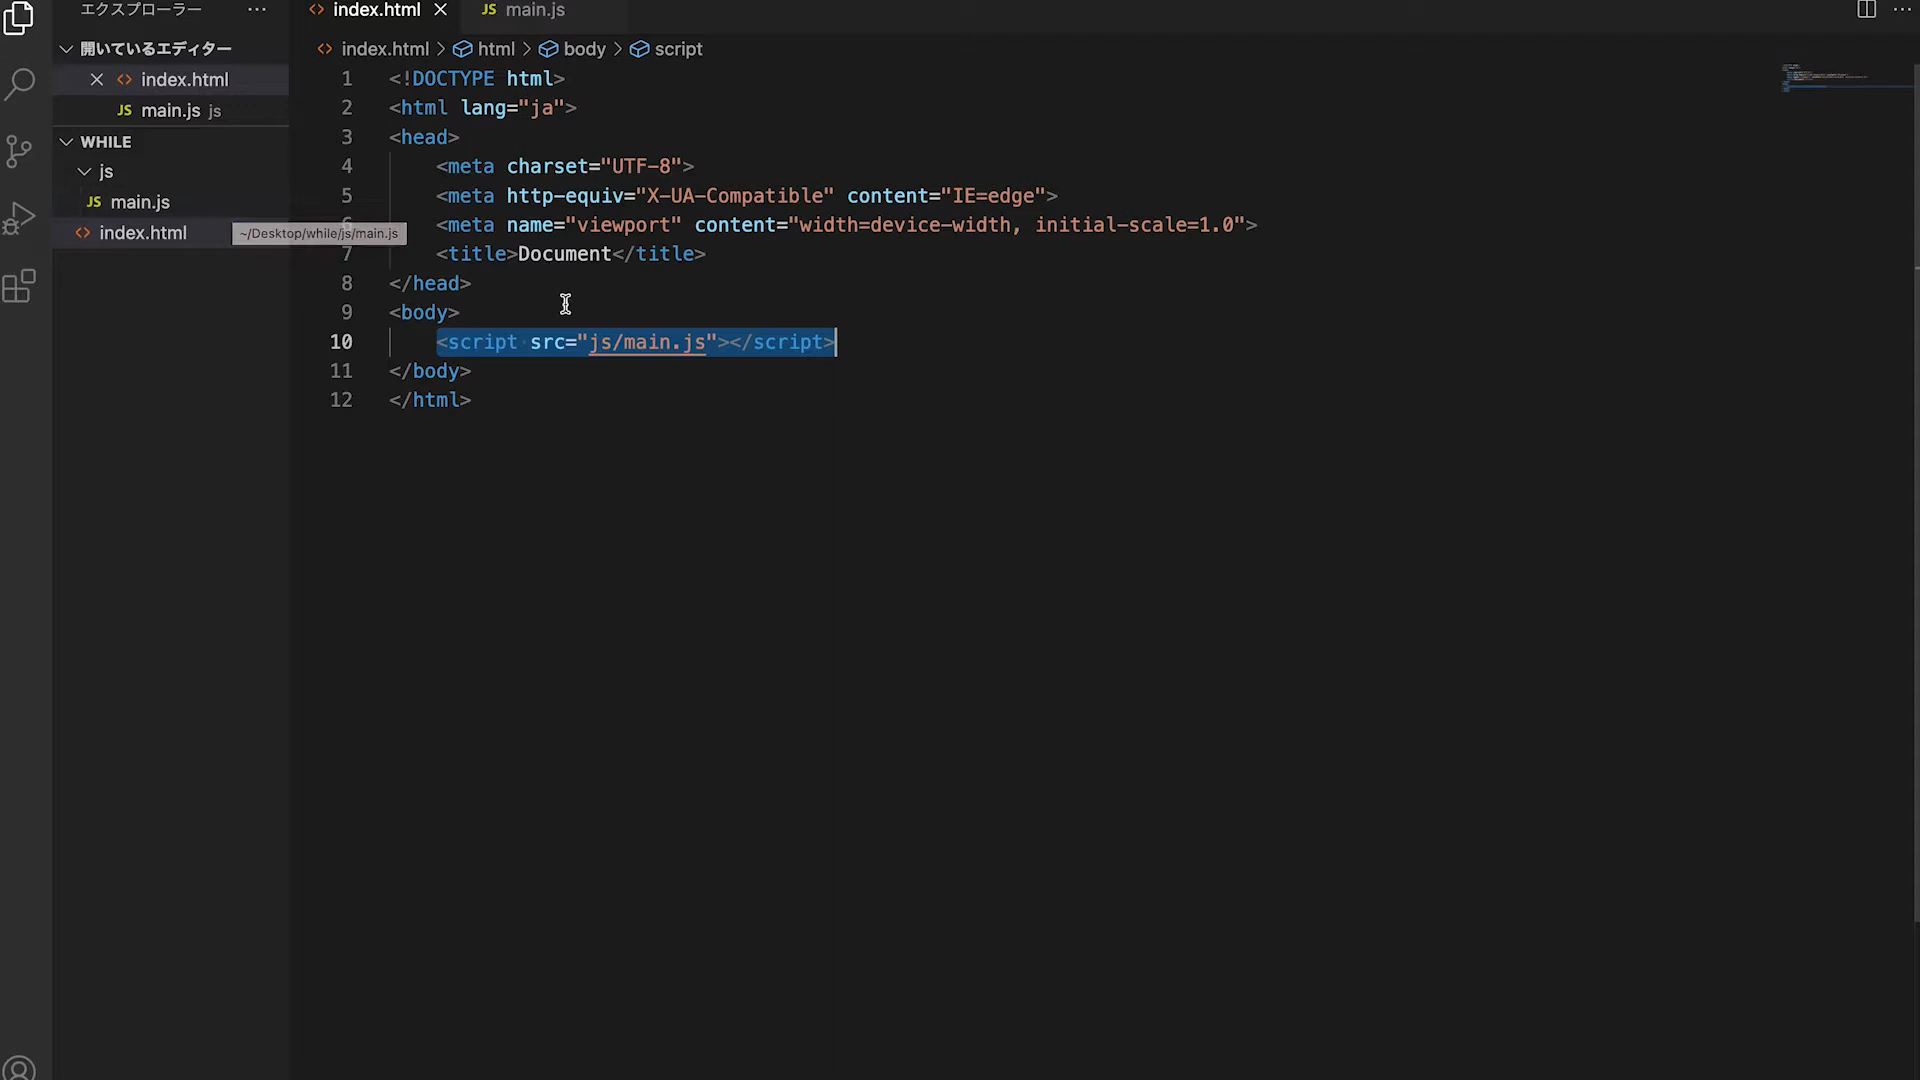 エクスプローラー ···
index.html
JS main.js
開いているエディター
index.html
JS main.js js
WHILE
js
JS main.js
index.html
~/Desktop/while/js/main.js
index.html > html > body > script
1 <!DOCTYPE html>
2 <html lang="ja">
3 <head>
4 <meta charset="UTF-8">
5 <meta http-equiv="X-UA-Compatible" content="IE=edge">
6 <meta name="viewport" content="width=device-width, initial-scale=1.0">
7 <title>Document</title>
8 </head>
9 <body>
10 <script src="js/main.js"></script>
11 </body>
12 </html>